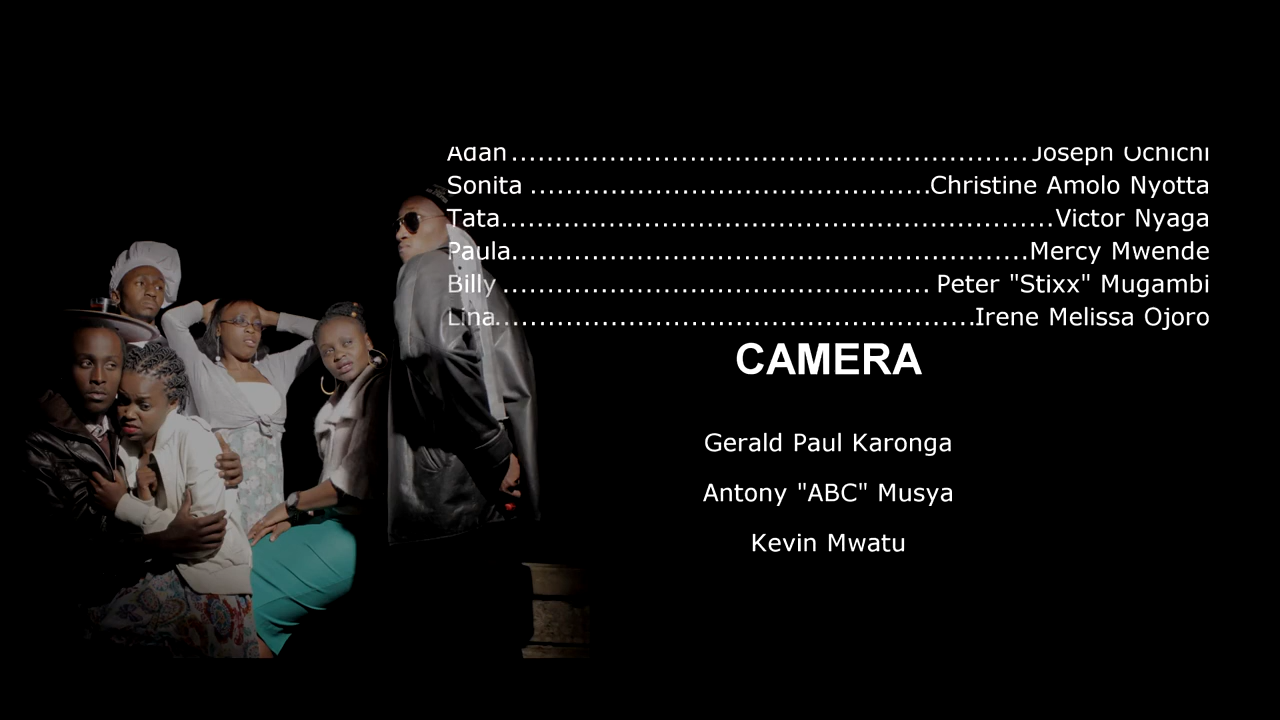 Adan......................................................................Joseph Ochichi
Sonita ......................................................Christine Amolo Nyotta
Tata...........................................................................Victor Nyaga
Paula......................................................................Mercy Mwende
Billy .......................................................... Peter "Stixx" Mugambi
Lina.................................................................Irene Melissa Ojoro
CAMERA
Gerald Paul Karonga
Antony "ABC" Musya
Kevin Mwatu